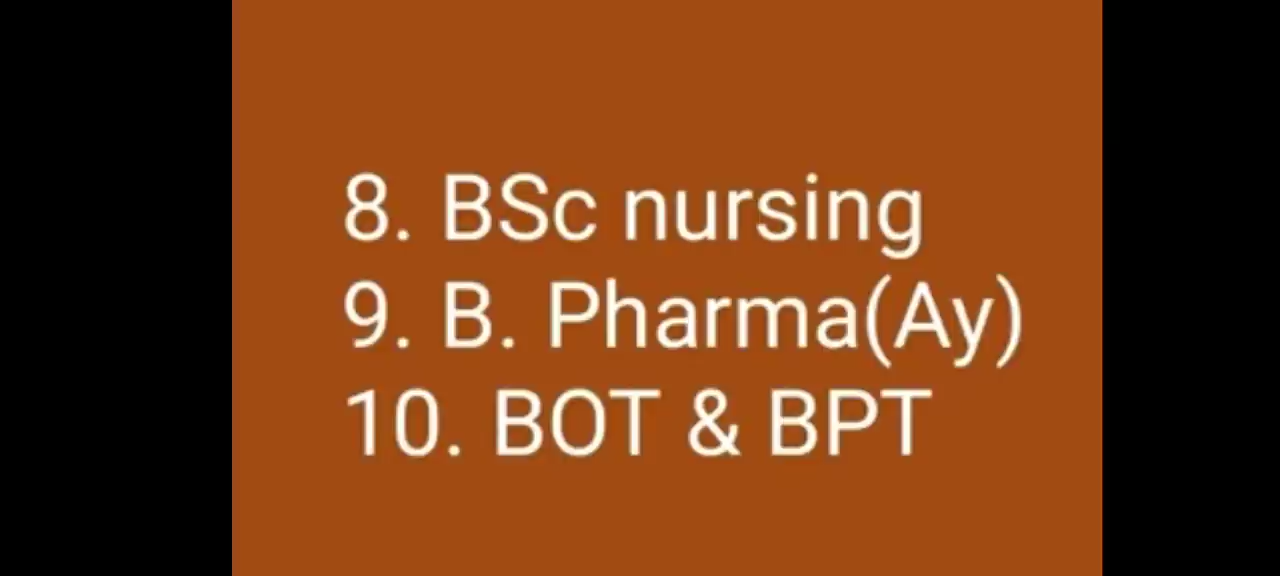 8. BSc nursing
9. B. Pharma(Ay)
10. BOT & BPT